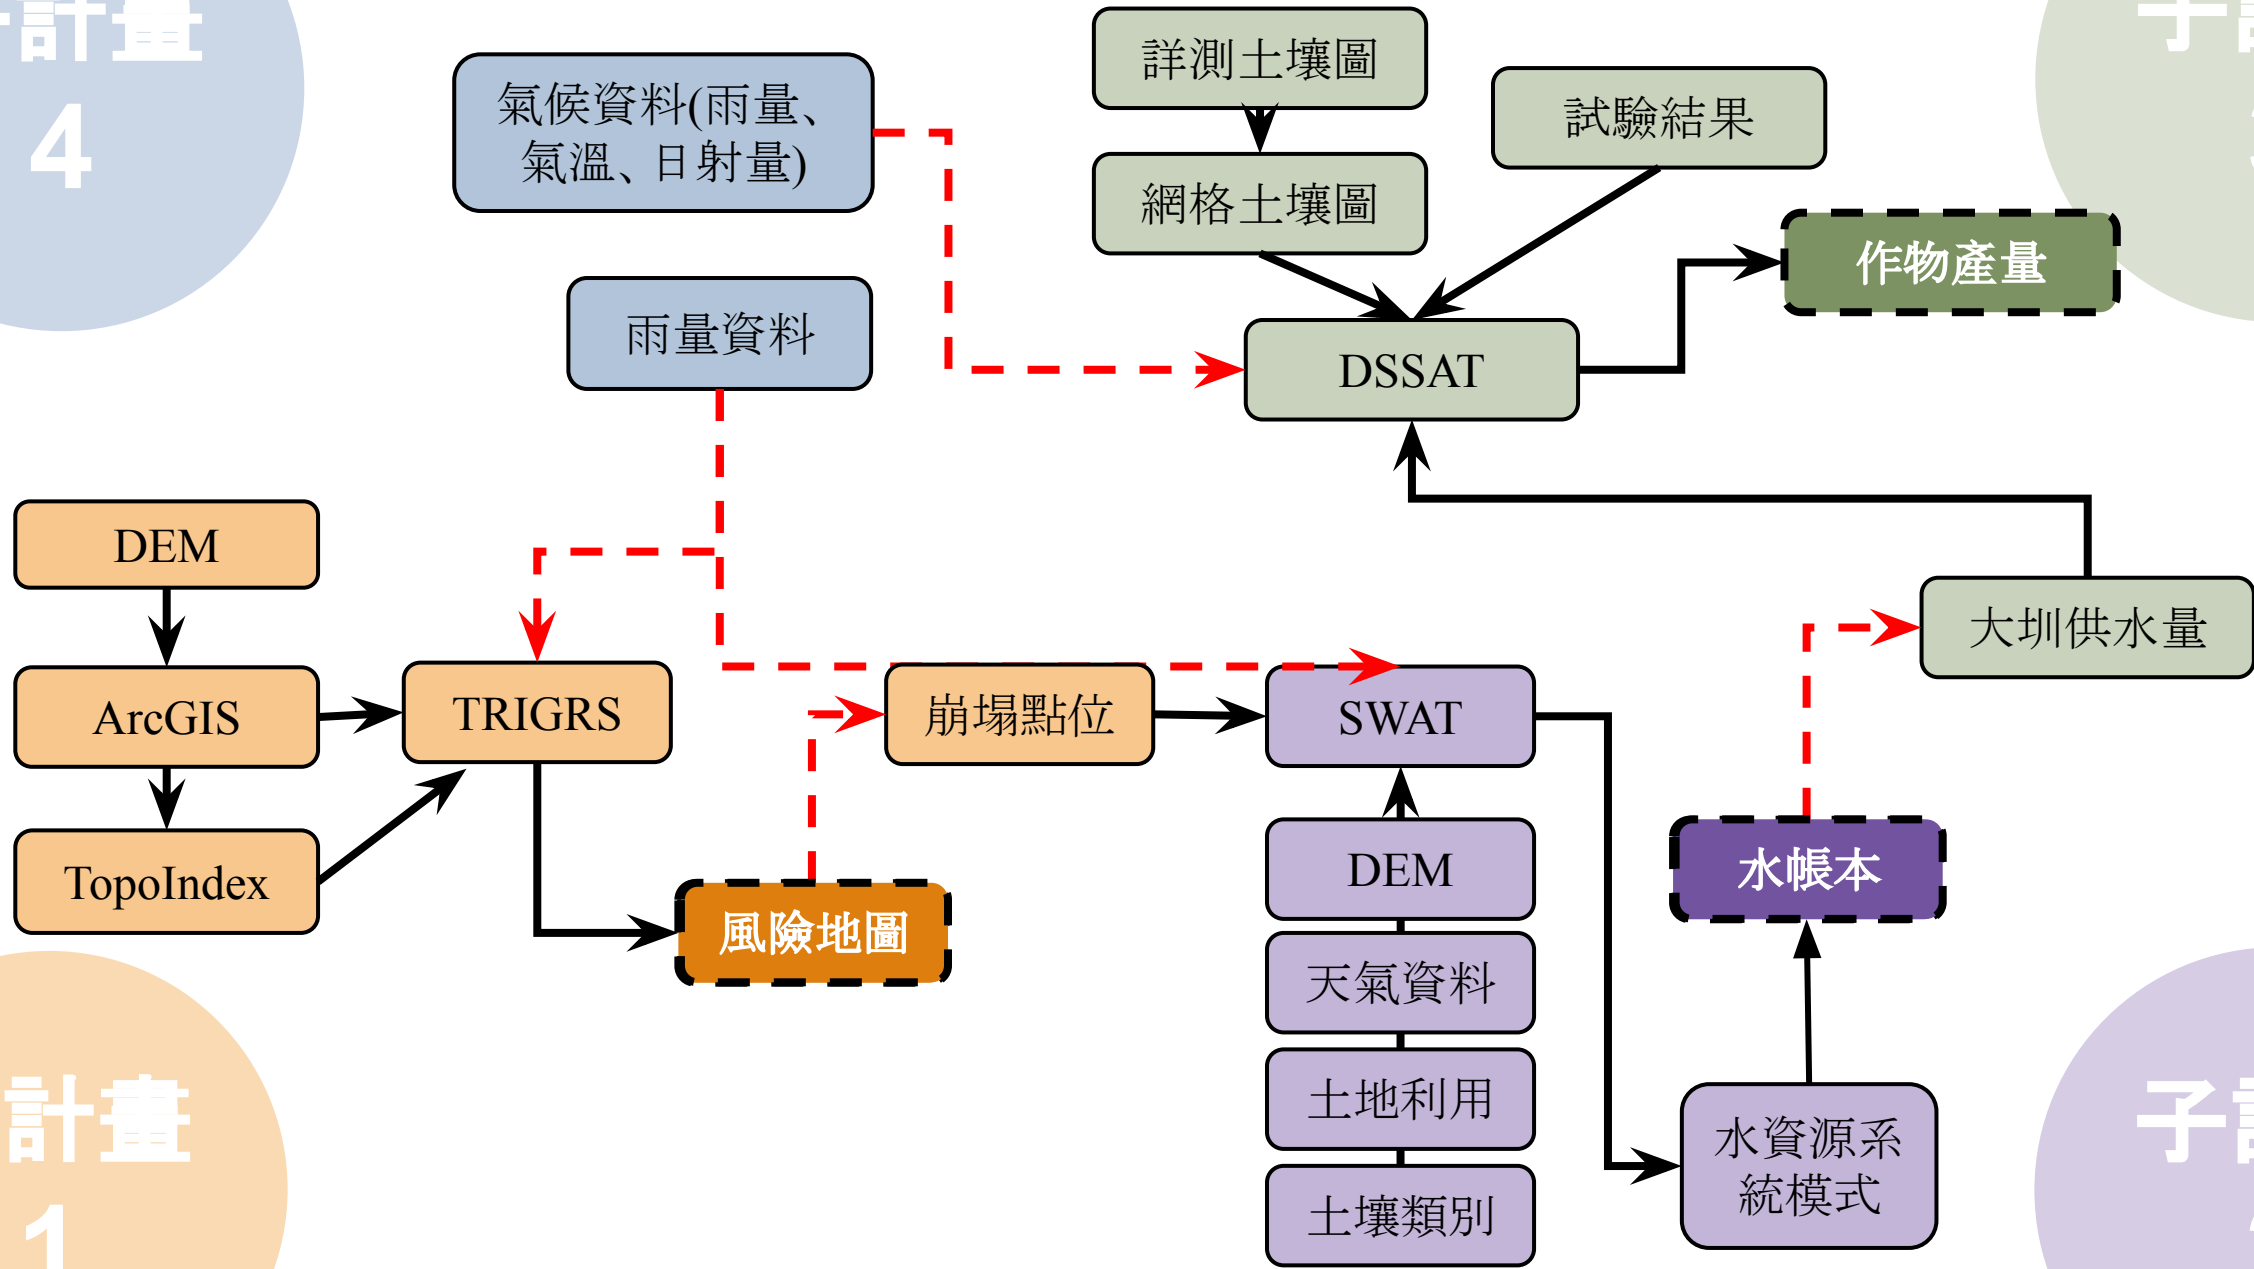 計畫
4
氣候資料(雨量、
氣溫、日射量)
雨量資料
詳測土壤圖
網格土壤圖
試驗結果
子
作物產量
DSSAT
大圳供水量
DEM
ArcGIS
TopoIndex
TRIGRS
風險地圖
崩塌點位
SWAT
DEM
天氣資料
土地利用
土壤類別
水帳本
水資源系
統模式
計畫
1
子